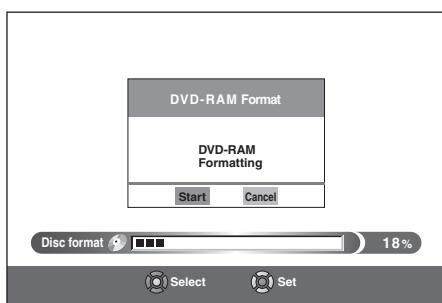 DVD-RAM Format
DVD-RAM
Formatting
Start Cancel
Disc format 18%
Select Set